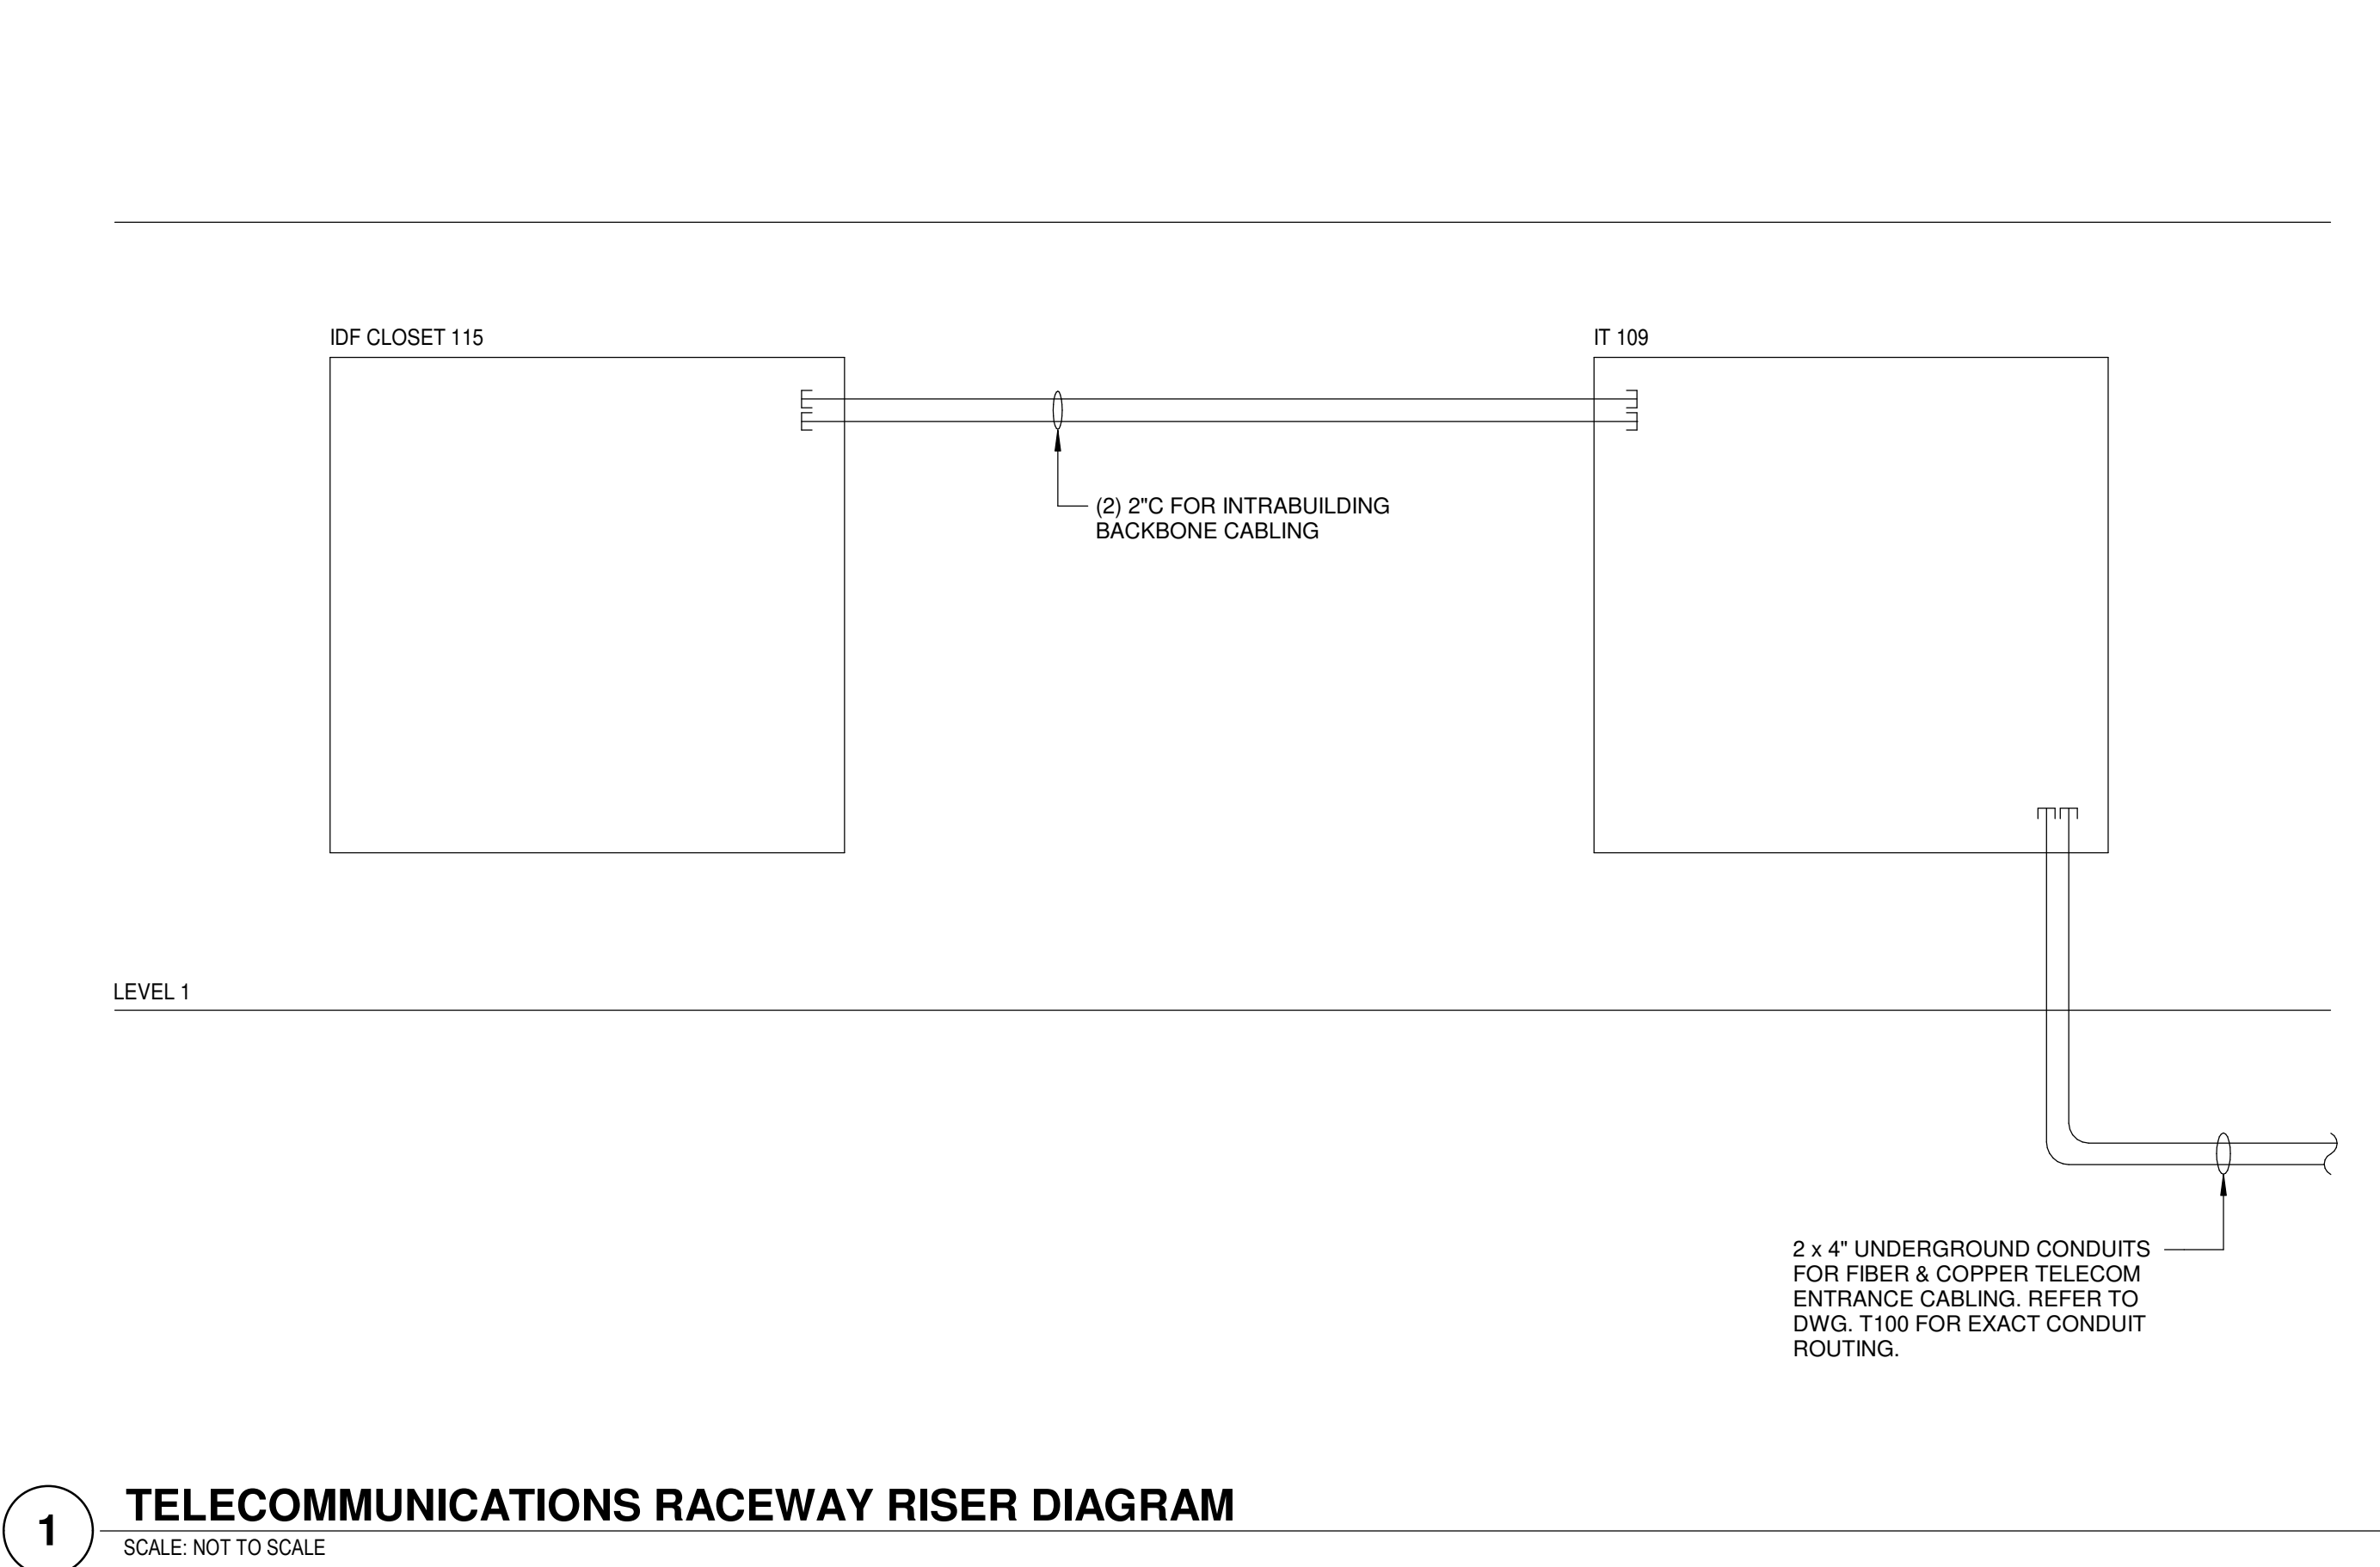 IDF CLOSET 115
IT 109
(2) 2"C FOR INTRABUILDING
BACKBONE CABLING
LEVEL 1
2 x 4" UNDERGROUND CONDUITS
FOR FIBER & COPPER TELECOM
ENTRANCE CABLING. REFER TO
DWG. T100 FOR EXACT CONDUIT
ROUTING.
1
TELECOMMUNICATIONS RACEWAY RISER DIAGRAM
SCALE: NOT TO SCALE